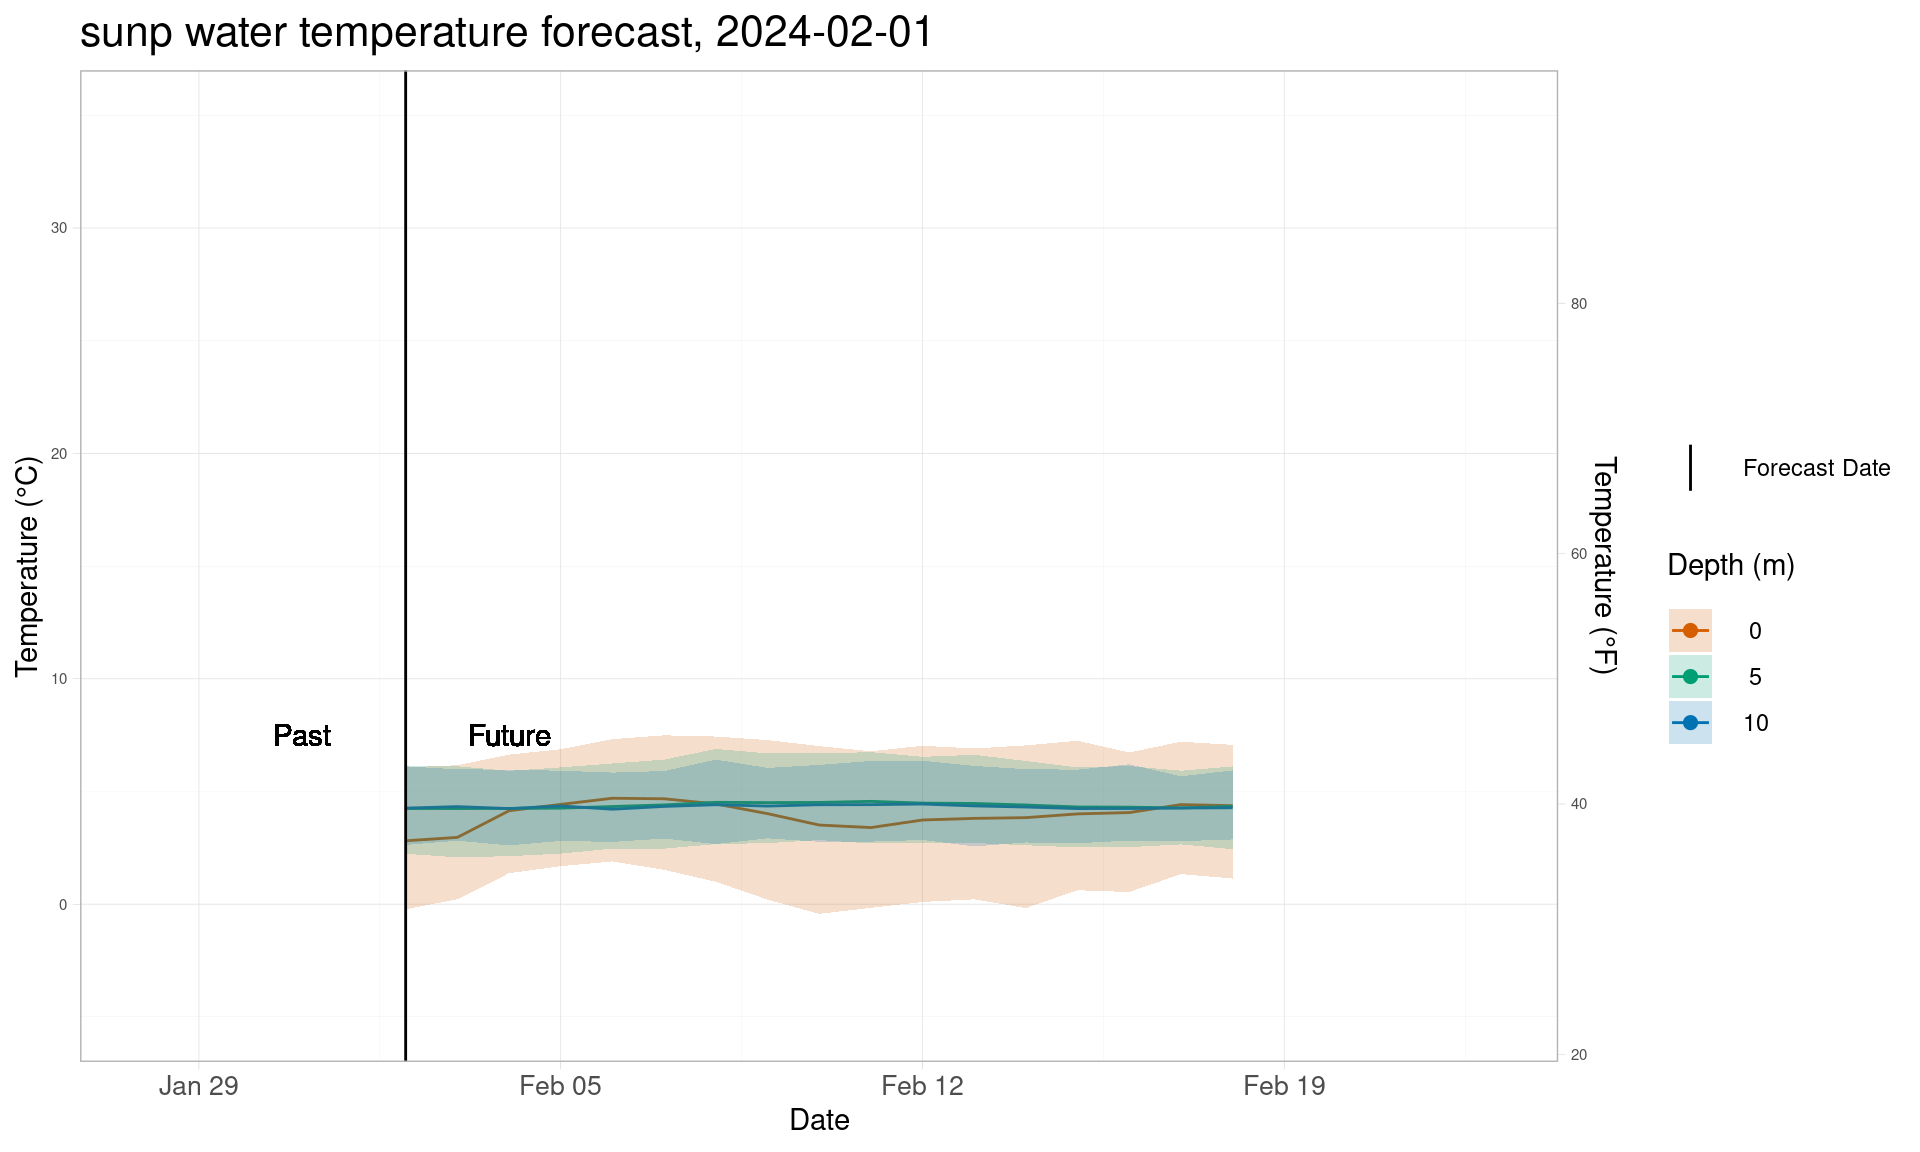 sunp water temperature forecast, 2024-02-01
Temperature (°C)
30
20
10
0
Past
Future
80
60
40
20
Temperature (°F)
Jan 29
Feb 05
Feb 12
Feb 19
Date
Forecast Date
Depth (m)
0
5
10